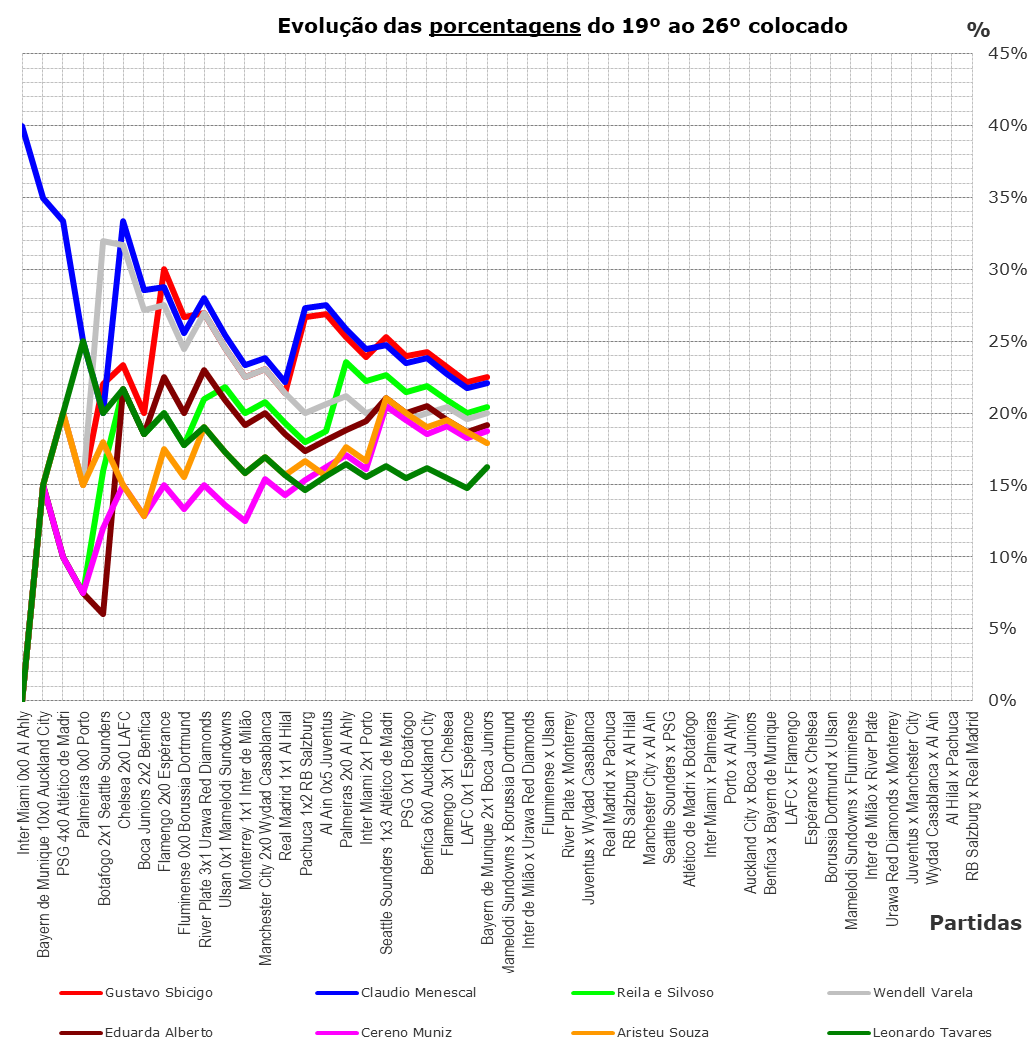 Evolução das porcentagens do 19º ao 26º colocado
%
45%
40%
35%
30%
25%
20%
15%
10%
5%
0%
Inter Miami 0x0 Al Ahly
Bayern de Munique 10x0 Auckland City
PSG 4x0 Atlético de Madri
Palmeiras 0x0 Porto
Botafogo 2x1 Seattle Sounders
Chelsea 2x0 LAFC
Boca Juniors 2x2 Benfica
Flamengo 2x0 Espérance
Fluminense 0x0 Borussia Dortmund
River Plate 3x1 Urawa Red Diamonds
Ulsan 0x1 Mamelodi Sundowns
Monterrey 1x1 Inter de Milão
Manchester City 2x0 Wydad Casablanca
Real Madrid 1x1 Al Hilal
Pachuca 1x2 RB Salzburg
Al Ain 0x5 Juventus
Palmeiras 2x0 Al Ahly
Inter Miami 2x1 Porto
Seattle Sounders 1x3 Atlético de Madri
PSG 0x1 Botafogo
Benfica 6x0 Auckland City
Flamengo 3x1 Chelsea
LAFC 0x1 Espérance
Bayern de Munique 2x1 Boca Juniors
Mamelodi Sundowns x Borussia Dortmund
Inter de Milão x Urawa Red Diamonds
Fluminense x Ulsan
River Plate x Monterrey
Juventus x Wydad Casablanca
Real Madrid x Pachuca
RB Salzburg x Al Hilal
Manchester City x Al Ain
Seattle Sounders x PSG
Atlético de Madri x Botafogo
Inter Miami x Palmeiras
Porto x Al Ahly
Auckland City x Boca Juniors
Benfica x Bayern de Munique
LAFC x Flamengo
Espérance x Chelsea
Borussia Dortmund x Ulsan
Mamelodi Sundowns x Fluminense
Inter de Milão x River Plate
Urawa Red Diamonds x Monterrey
Juventus x Manchester City
Wydad Casablanca x Al Ain
Al Hilal x Pachuca
RB Salzburg x Real Madrid
Partidas
Gustavo Sbicigo
Claudio Menescal
Reila e Silvoso
Wendell Varela
Eduarda Alberto
Cereno Muniz
Aristeu Souza
Leonardo Tavares